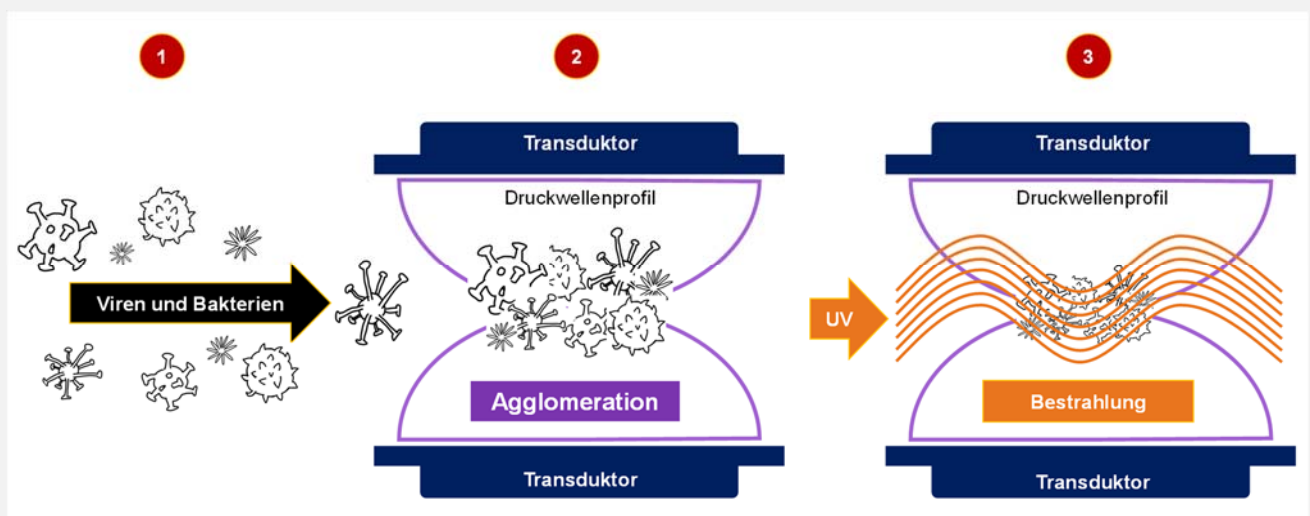 1
2
3
Transduktor
Druckwellenprofil
Viren und Bakterien
Agglomeration
Transduktor
Transduktor
Druckwellenprofil
UV
Bestrahlung
Transduktor